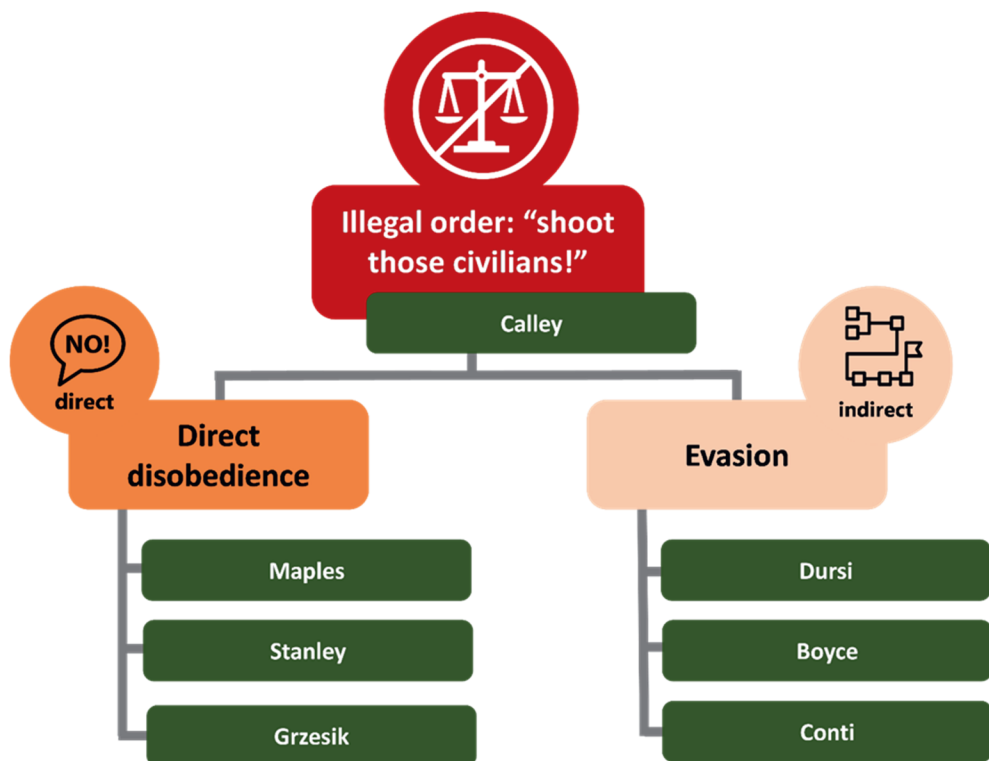 Illegal order: “shoot
those civilians!”
Calley
NO!
direct
Direct
disobedience
Maples
Stanley
Grzesik
indirect
Evasion
Dursi
Boyce
Conti